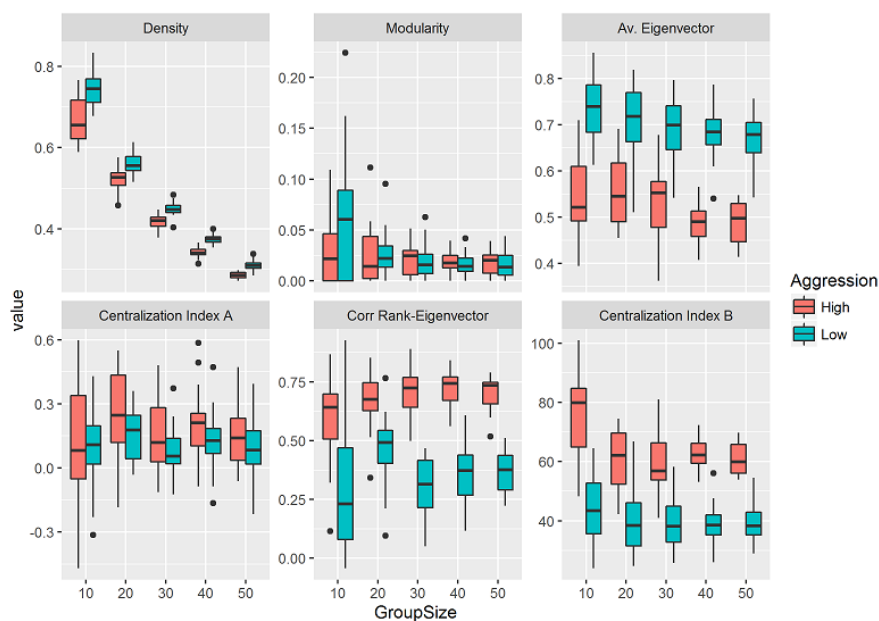 Density Modularity Av. Eigenvector
0.8 0.20 0.8
0.15 0.7
0.6 0.10 0.6
0.05 0.5
0.4 0.00 0.4
value
Centralization Index A Corr Rank-Eigenvector Centralization Index B
0.6 0.75 100
0.3 0.50 80
0.0 0.25 60
-0.3 0.00 40
10 20 30 40 50 10 20 30 40 50 10 20 30 40 50
GroupSize
Aggression
High
Low